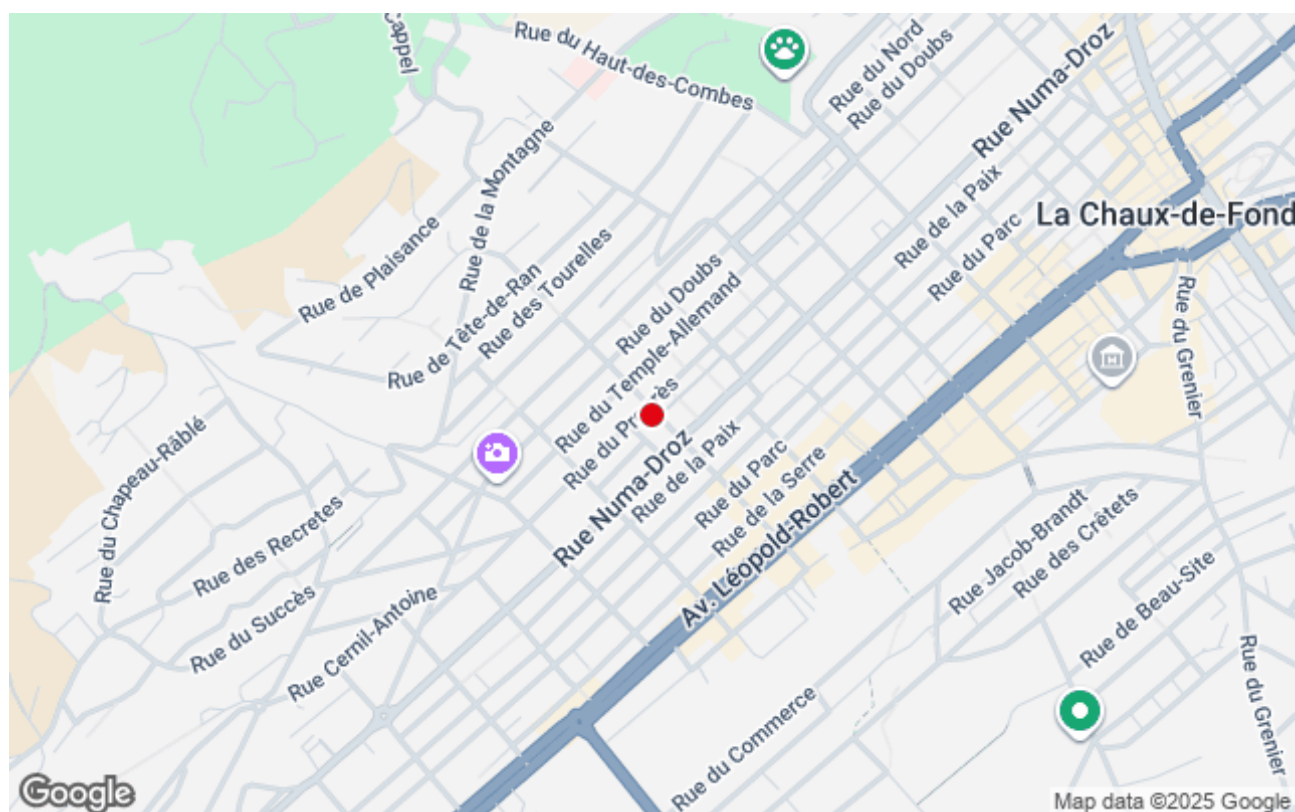 Cappel
Rue du Haut-des-Combes
Rue du Nord
Rue du Doubs
Rue Numa-Droz
Rue de la Montagne
Rue de Plaisance
Rue de la Paix
Rue du Parc
La Chaux-de-Fond
Rue de Tête-de-Ran
Rue des Tourelles
Rue du Doubs
Rue du Temple-Allemand
Rue du Grenier
Rue du Chapeau-Râblé
Rue du Pr rès
Rue Numa-Droz
Rue de la Paix
Rue du Parc
Rue de la Serre
Av. Léopold-Robert
Rue des Recretes
Rue du Succès
Rue Cernil-Antoine
Rue Jacob-Brandt
Rue des Crêtets
Rue de Beau-Site
Rue du Grenier
Rue du Commerce
Google
Map data ©2025 Google